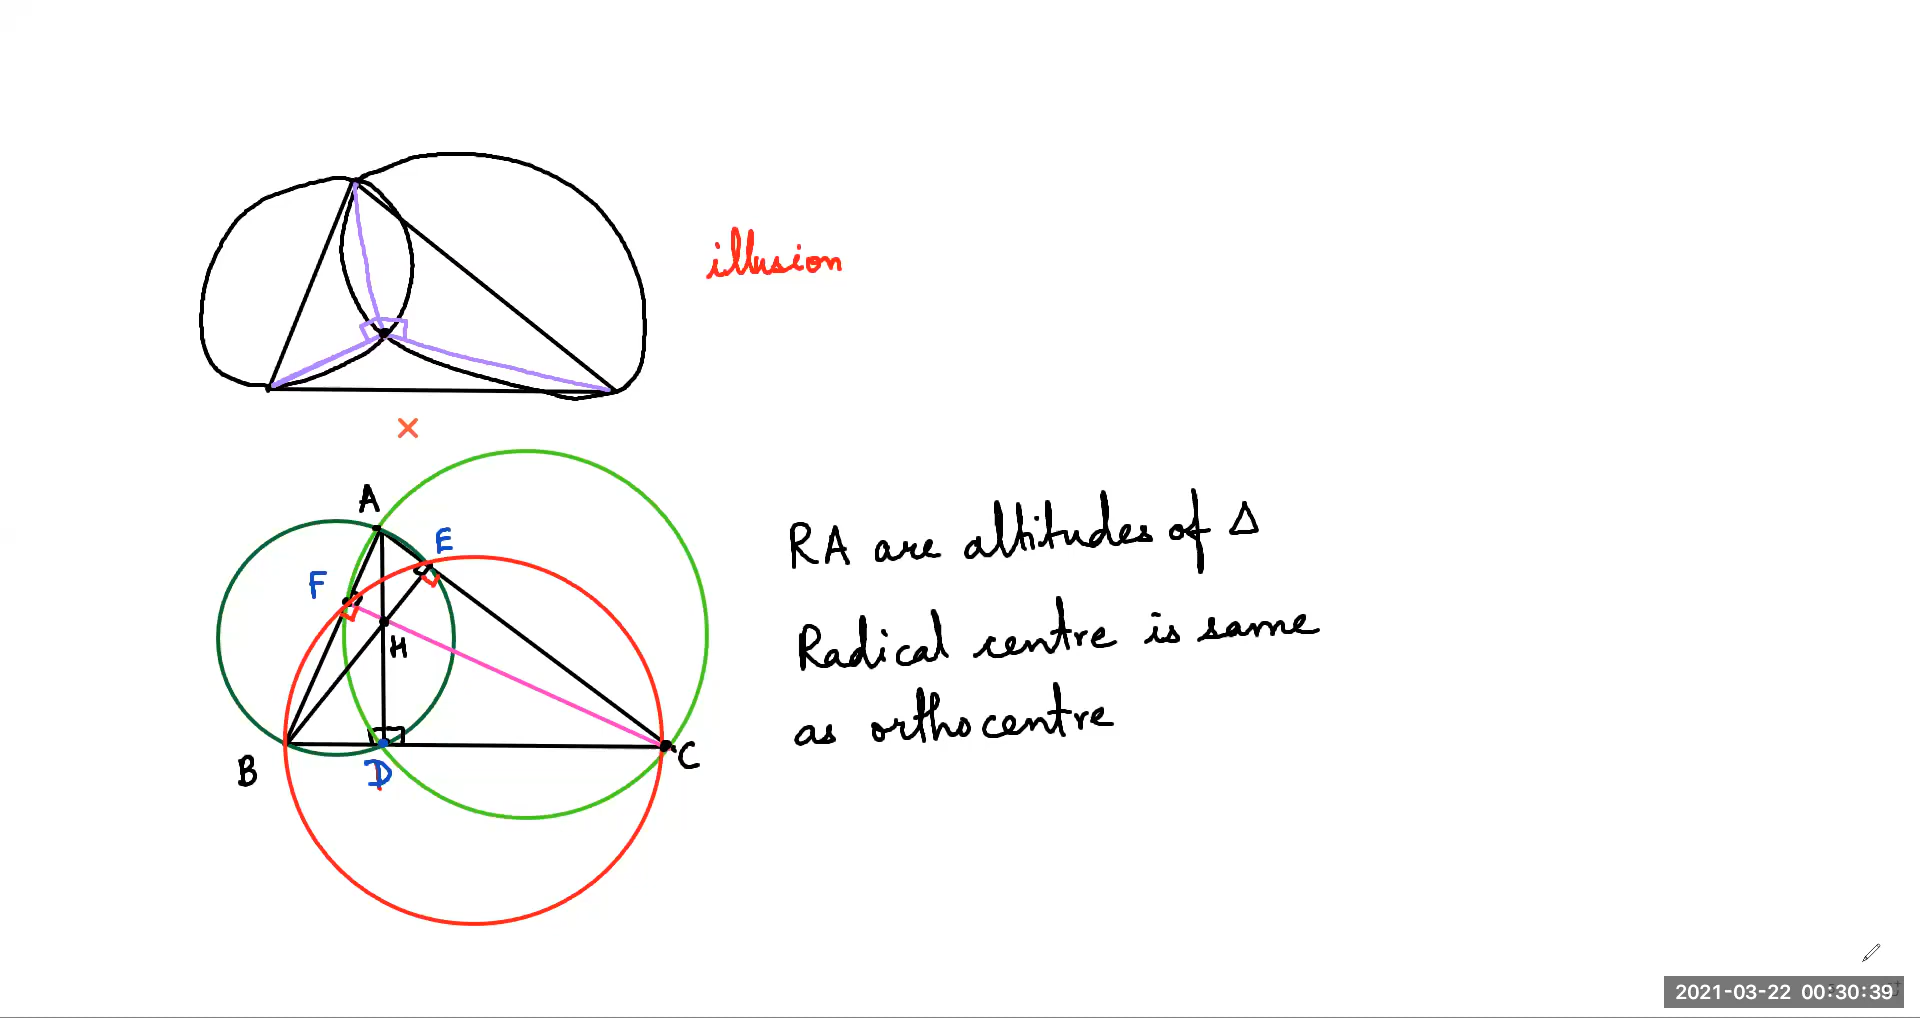 illusion
×
A
E
F
H
B
D
C
RA are altitudes of Δ
Radical centre is same
as orthocentre
2021-03-22 00:30:39